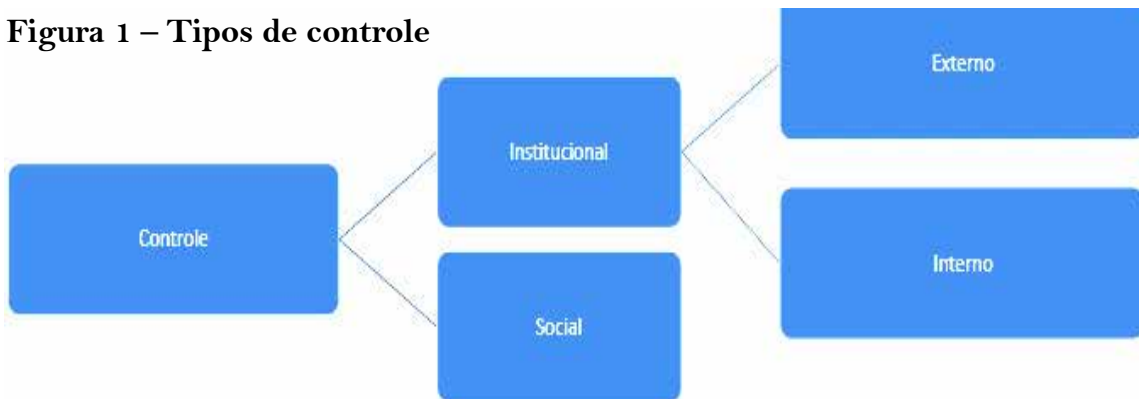 Figura 1 – Tipos de controle
Externo
Institucional
Controle
Interno
Social